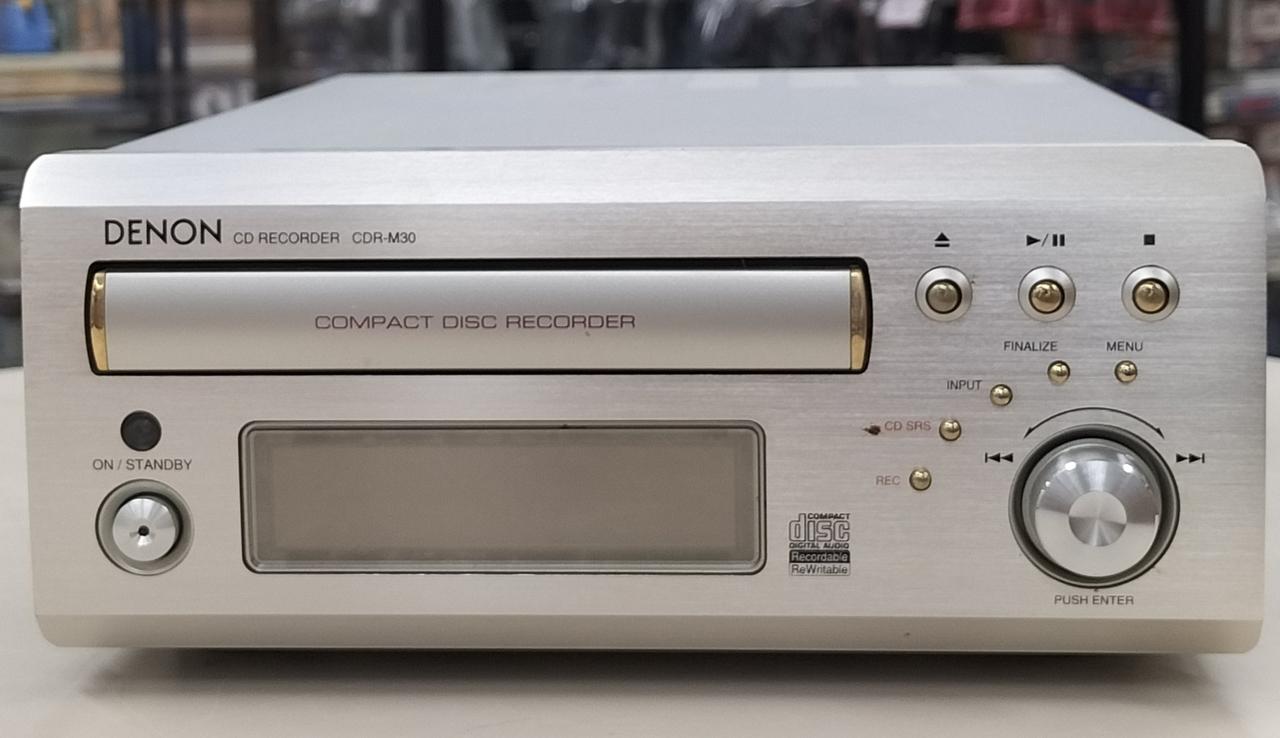 DENON CD RECORDER CDR-M30
COMPACT DISC RECORDER
FINALIZE MENU
INPUT
CD SRS
REC
ON / STANDBY
COMPACT
disc
DIGITAL AUDIO
Recordable
ReWritable
PUSH ENTER